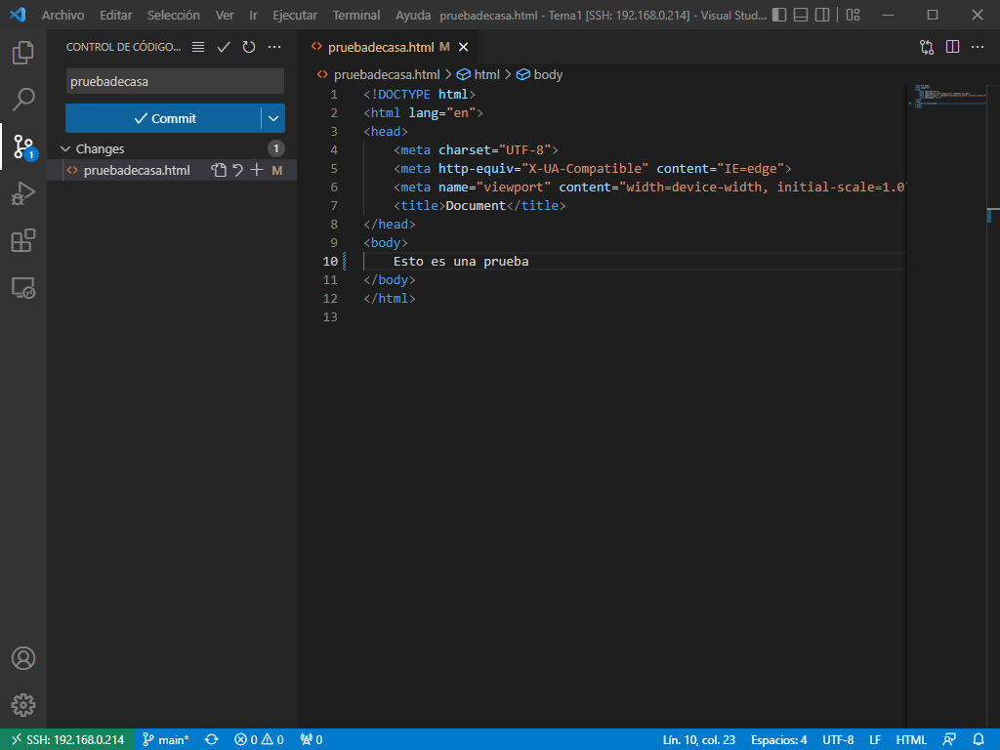 Archivo Editar Selección Ver Ir Ejecutar Terminal Ayuda pruebadecasa.html - Tema1 [SSH: 192.168.0.214] - Visual Stud...
CONTROL DE CÓDIGO...
pruebadecasa
Commit
Changes 1
pruebadecasa.html M
1
pruebadecasa.html M
pruebadecasa.html > html > body
1 <!DOCTYPE html>
2 <html lang="en">
3 <head>
4 <meta charset="UTF-8">
5 <meta http-equiv="X-UA-Compatible" content="IE=edge">
6 <meta name="viewport" content="width=device-width, initial-scale=1.0"
7 <title>Document</title>
8 </head>
9 <body>
10 Esto es una prueba
11 </body>
12 </html>
13
SSH: 192.168.0.214 main* 0 0 0 Lín. 10, col. 23 Espacios: 4 UTF-8 LF HTML